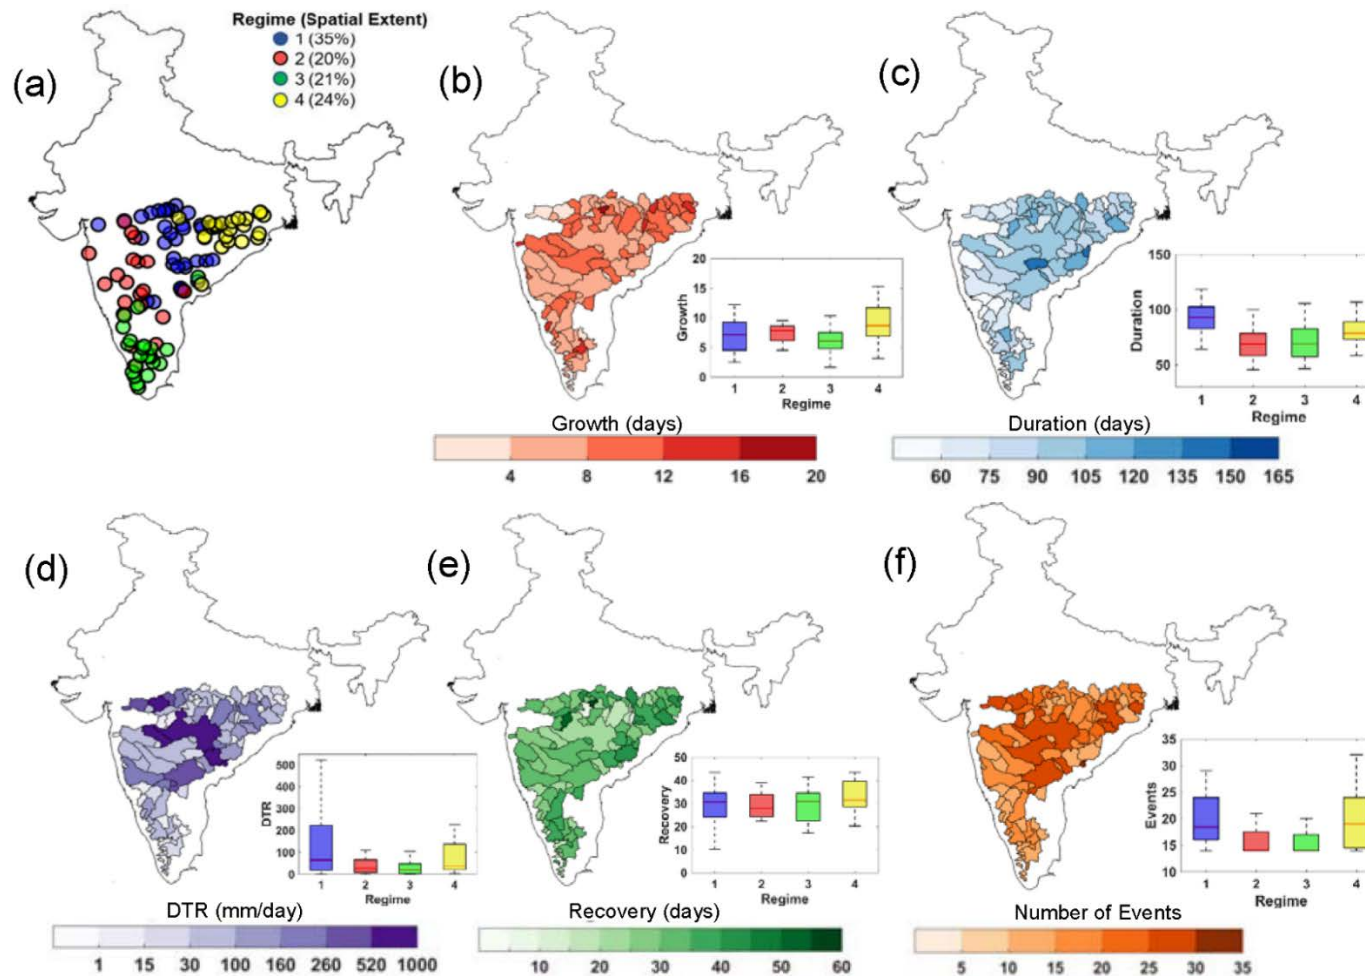 Regime (Spatial Extent)
1 (35%)
2 (20%)
3 (21%)
4 (24%)
(a)
(b)
(c)
20
15
10
5
0
Growth
1 2 3 4
Regime
150
100
50
Duration
1 2 3 4
Regime
Growth (days)
4 8 12 16 20
Duration (days)
60 75 90 105 120 135 150 165
(d)
(e)
(f)
500
400
300
200
100
0
DTR
1 2 3 4
Regime
50
40
30
20
10
0
Recovery
1 2 3 4
Regime
35
30
25
20
15
10
Events
1 2 3 4
Regime
DTR (mm/day)
1 15 30 100 160 260 520 1000
Recovery (days)
10 20 30 40 50 60
Number of Events
5 10 15 20 25 30 35